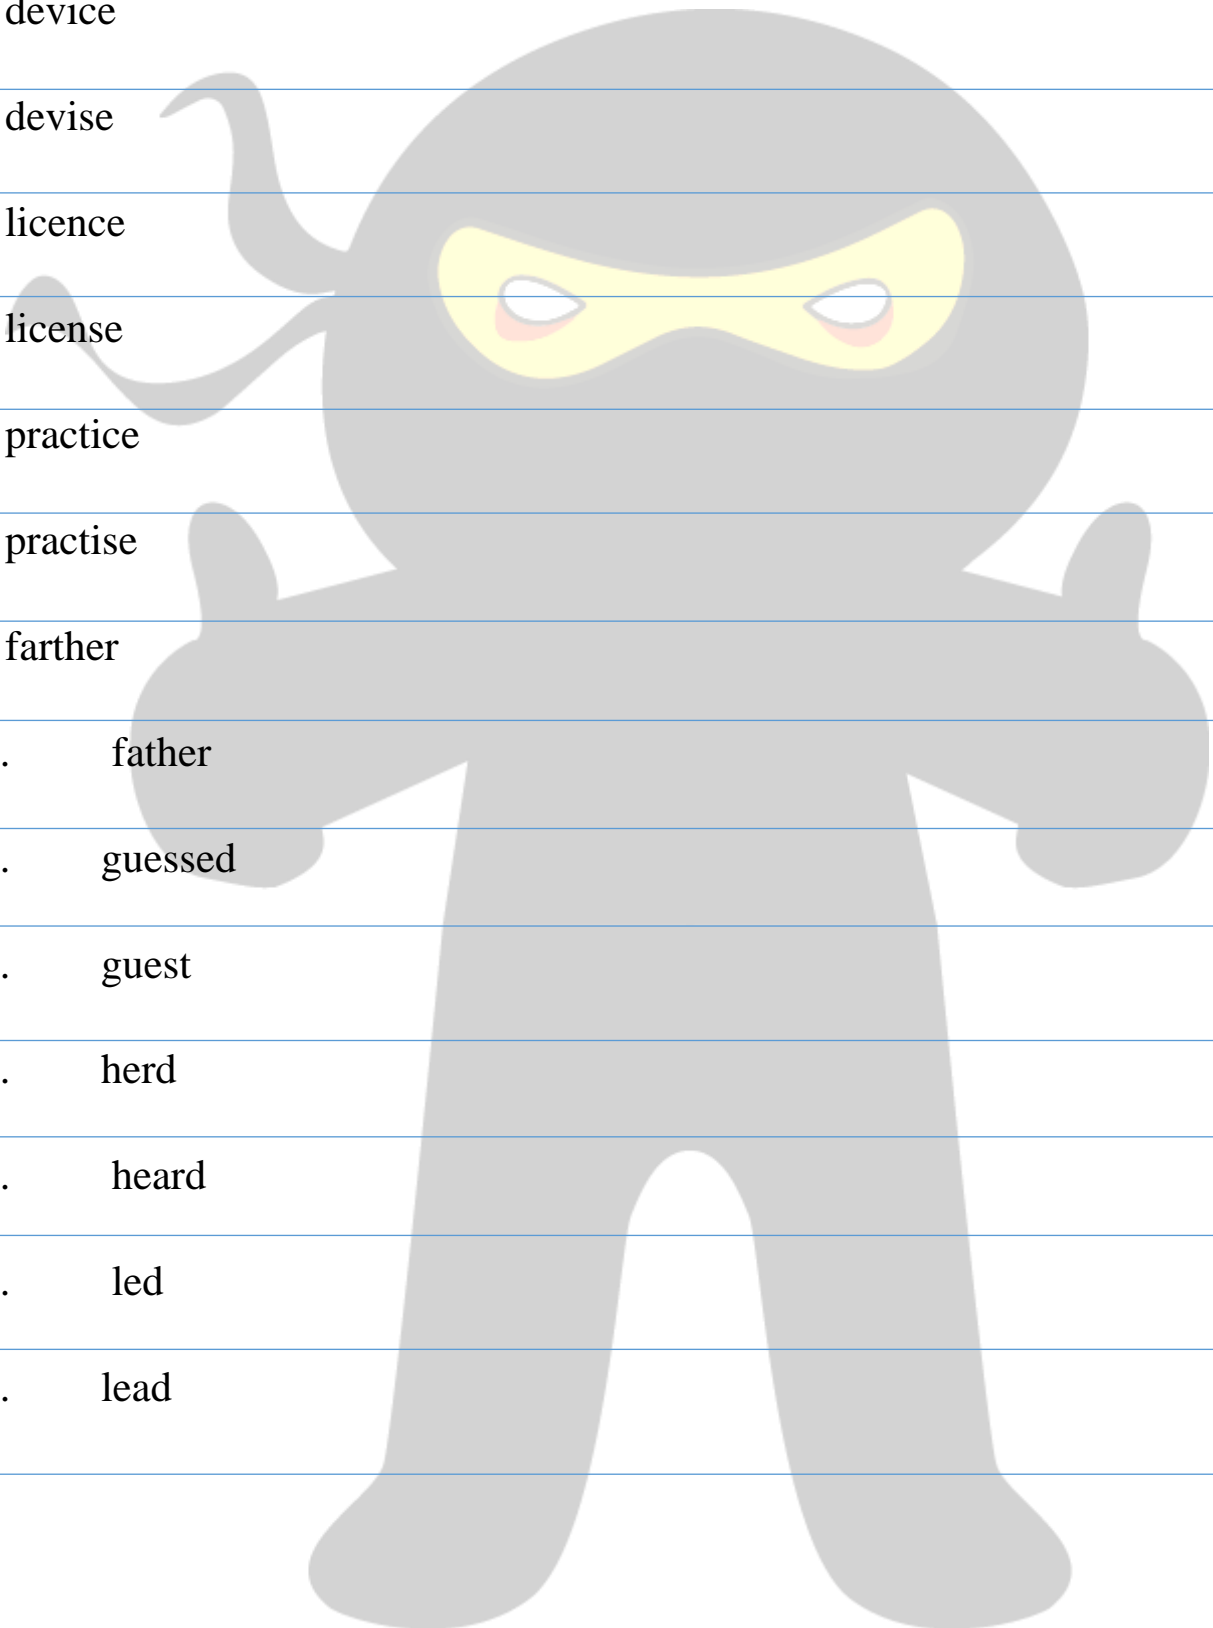 device
devise
licence
license
practice
practise
farther
. father
. guessed
. guest
. herd
. heard
. led
. lead